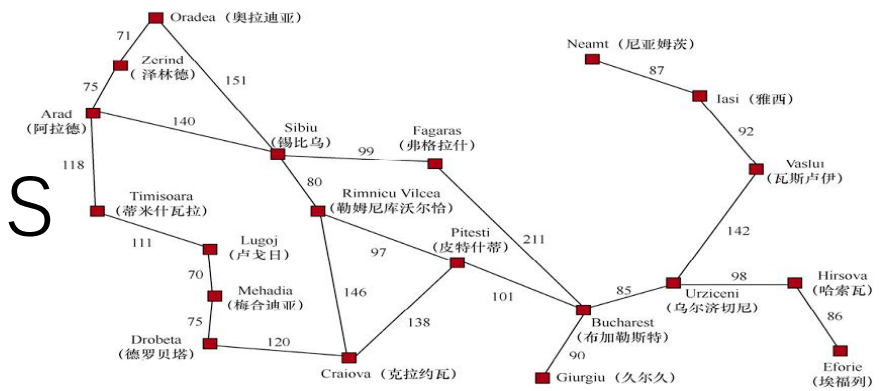 Oradea（奥拉迪亚）
71
Zerind
（泽林德）
75
151
Arad
（阿拉德）
140
Sibiu
（锡比乌）
99
Fagaras
（弗格拉什）
118
80
S
Timisoara
（蒂米什瓦拉）
Rimnicu Vilcea
（勒姆尼库沃尔恰）
111
Lugoj
（卢戈日）
97
Pitesti
（皮特什蒂）
211
70
Mehadia
（梅合迪亚）
146
101
75
138
Drobeta
（德罗贝塔）
120
Craiova（克拉约瓦）
Neamt（尼亚姆茨）
87
Iasi（雅西）
92
Vaslui
（瓦斯卢伊）
142
85
98
Urziceni
（乌尔济切尼）
Hirsova
（哈索瓦）
Bucharest
（布加勒斯特）
86
90
Giurgiu（久尔久）
Eforie
（埃福列）